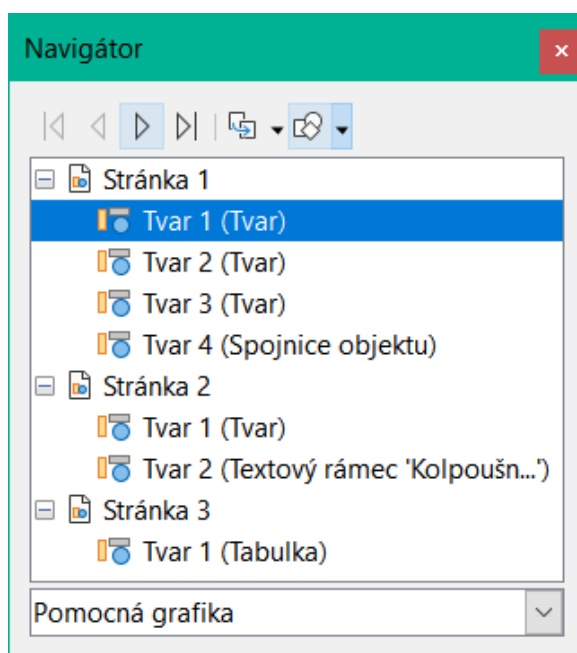 Navigátor
Stránka 1
Tvar 1 (Tvar)
Tvar 2 (Tvar)
Tvar 3 (Tvar)
Tvar 4 (Spojnice objektu)
Stránka 2
Tvar 1 (Tvar)
Tvar 2 (Textový rámec 'Kolpoušn...')
Stránka 3
Tvar 1 (Tabulka)
Pomocná grafika